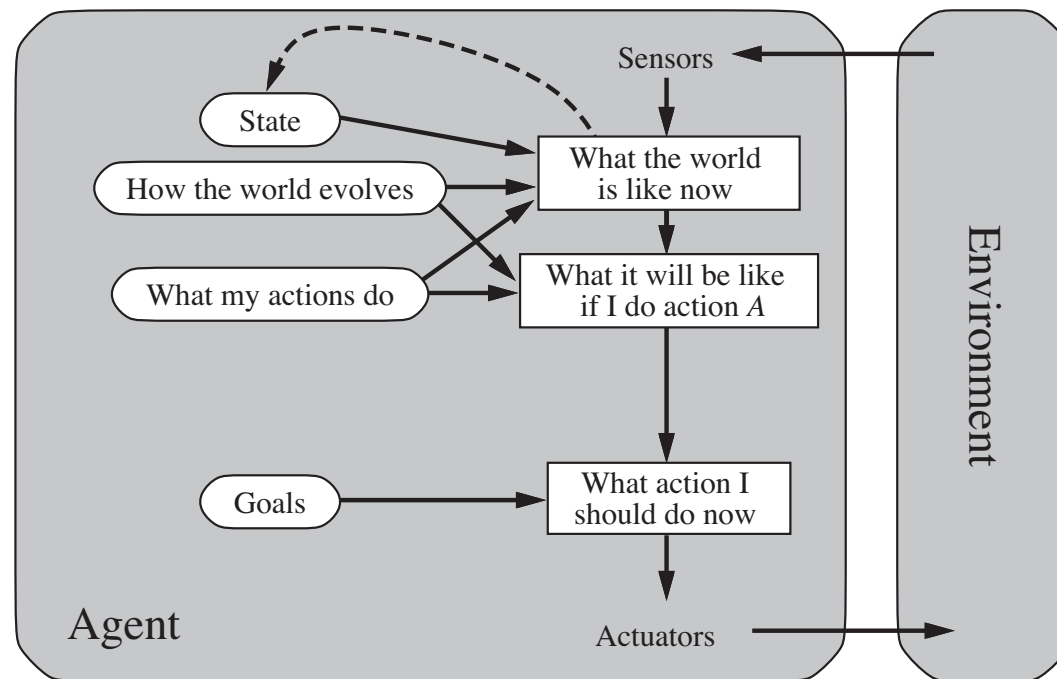 Sensors
State
What the world
is like now
How the world evolves
What it will be like
if I do action A
What my actions do
Environment
What action I
should do now
Goals
Agent
Actuators